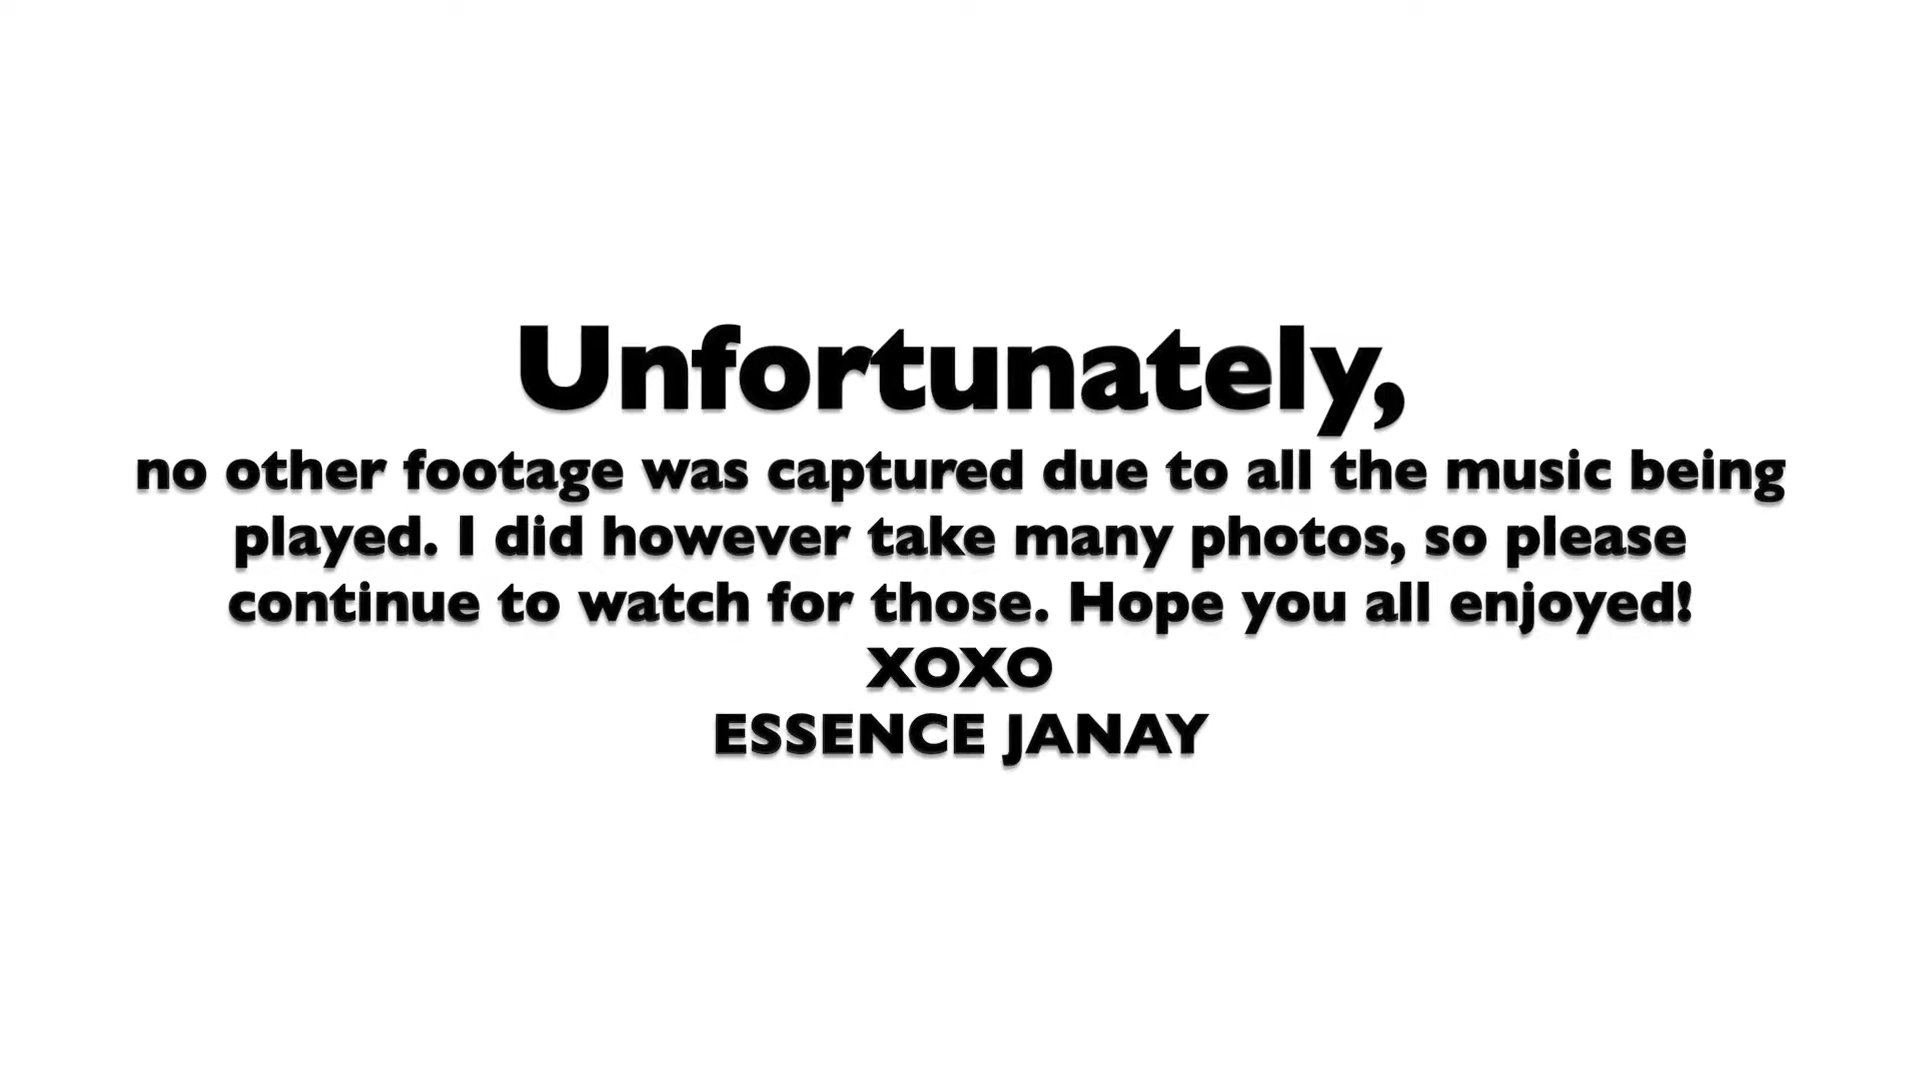 Unfortunately,
no other footage was captured due to all the music being
played. I did however take many photos, so please
continue to watch for those. Hope you all enjoyed!
XOXO
ESSENCE JANAY